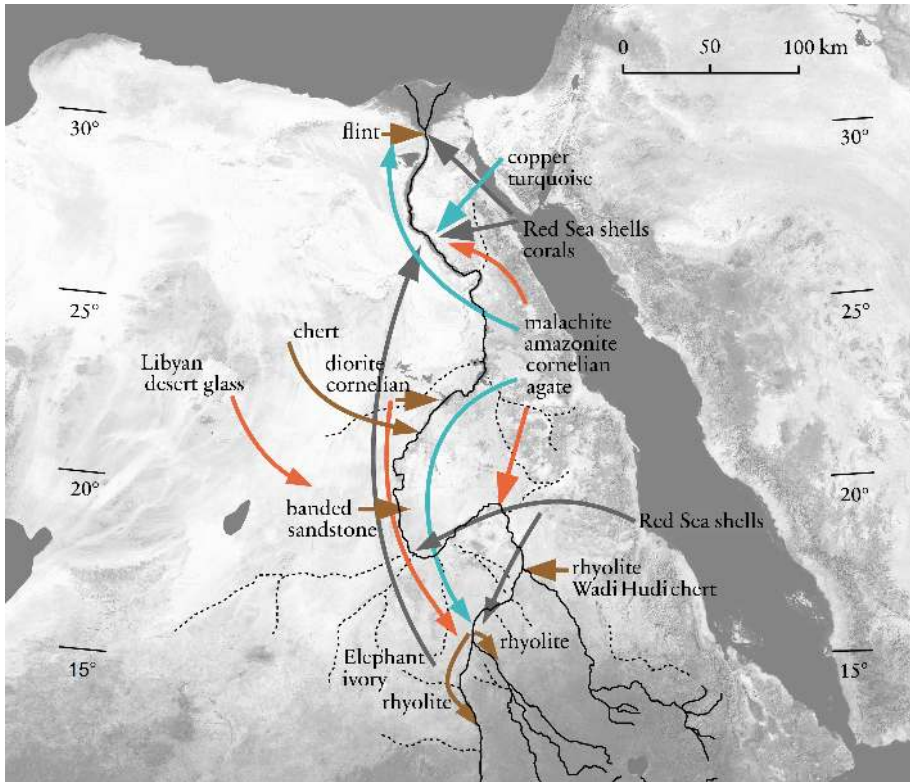 0 50 100 km
30°
30°
flint
copper
turquoise
Red Sea shells
corals
25°
25°
malachite
amazonite
cornelian
agate
chert
diorite
cornelian
Libyan
desert glass
20°
20°
banded
sandstone
Red Sea shells
rhyolite
Wadi Hudi chert
15°
15°
rhyolite
Elephant
ivory
rhyolite